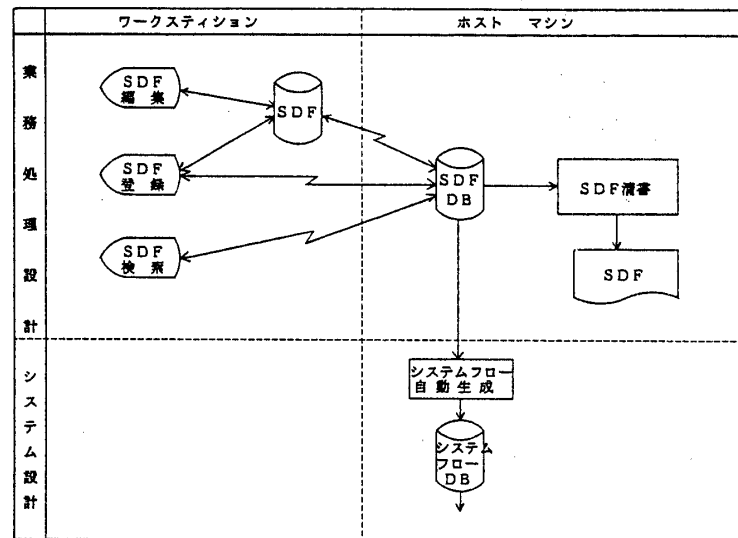 ワークスティション
ホスト マシン
業務処理設計
SDF
編集
SDF
SDF
登録
SDF
DB
SDF清書
SDF
検索
SDF
システム設計
システムフロー
自動生成
システム
フロー
DB